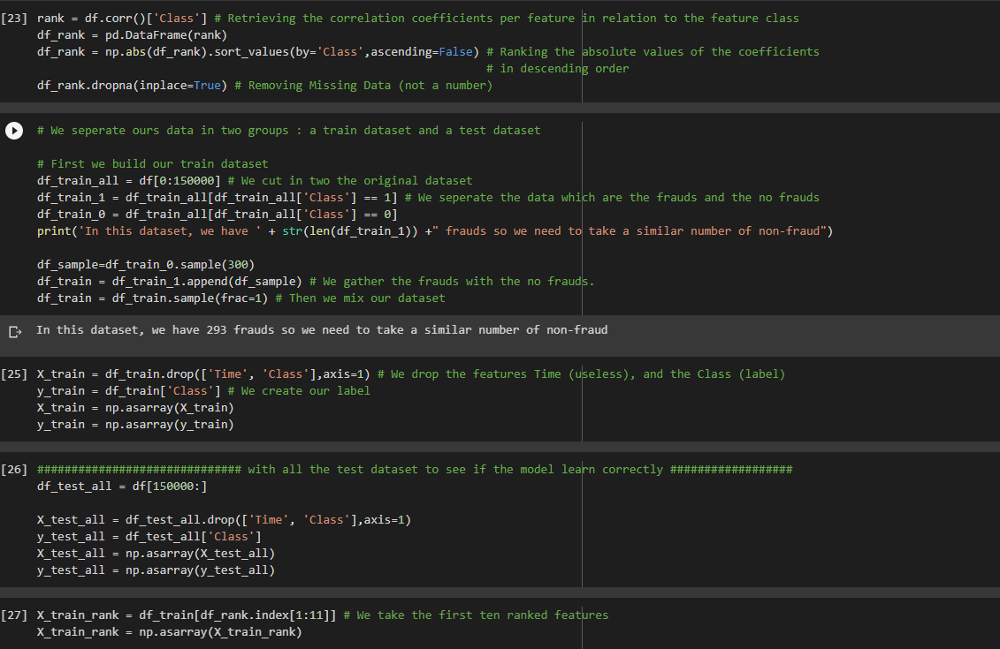 [23] rank = df.corr()['Class'] # Retrieving the correlation coefficients per feature in relation to the feature class
df_rank = pd.DataFrame(rank)
df_rank = np.abs(df_rank).sort_values(by='Class',ascending=False) # Ranking the absolute values of the coefficients
# in descending order
df_rank.dropna(inplace=True) # Removing Missing Data (not a number)
# We seperate ours data in two groups : a train dataset and a test dataset
# First we build our train dataset
df_train_all = df[0:150000] # We cut in two the original dataset
df_train_1 = df_train_all[df_train_all['Class'] == 1] # We seperate the data which are the frauds and the no frauds
df_train_0 = df_train_all[df_train_all['Class'] == 0]
print('In this dataset, we have ' + str(len(df_train_1)) +" frauds so we need to take a similar number of non-fraud")
df_sample=df_train_0.sample(300)
df_train = df_train_1.append(df_sample) # We gather the frauds with the no frauds.
df_train = df_train.sample(frac=1) # Then we mix our dataset
In this dataset, we have 293 frauds so we need to take a similar number of non-fraud
[25] X_train = df_train.drop(['Time', 'Class'],axis=1) # We drop the features Time (useless), and the Class (label)
y_train = df_train['Class'] # We create our label
X_train = np.asarray(X_train)
y_train = np.asarray(y_train)
[26] ############################## with all the test dataset to see if the model learn correctly ##################
df_test_all = df[150000:]
X_test_all = df_test_all.drop(['Time', 'Class'],axis=1)
y_test_all = df_test_all['Class']
X_test_all = np.asarray(X_test_all)
y_test_all = np.asarray(y_test_all)
[27] X_train_rank = df_train[df_rank.index[1:11]] # We take the first ten ranked features
X_train_rank = np.asarray(X_train_rank)